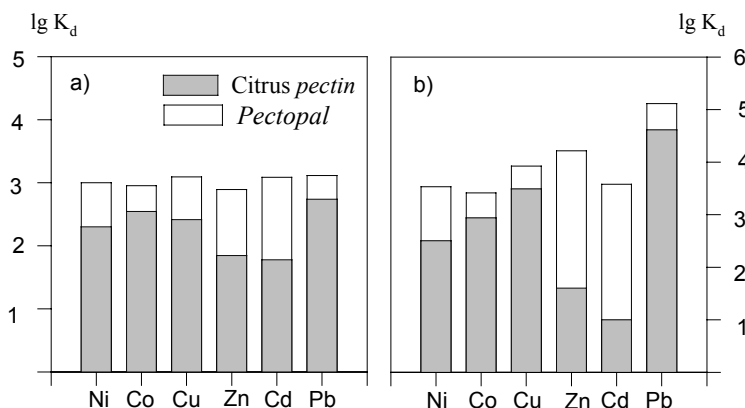 lg K_d
lg K_d
5
4
3
2
1
a)
Citrus pectin
Pectopal
b)
6
5
4
3
2
1
Ni Co Cu Zn Cd Pb
Ni Co Cu Zn Cd Pb